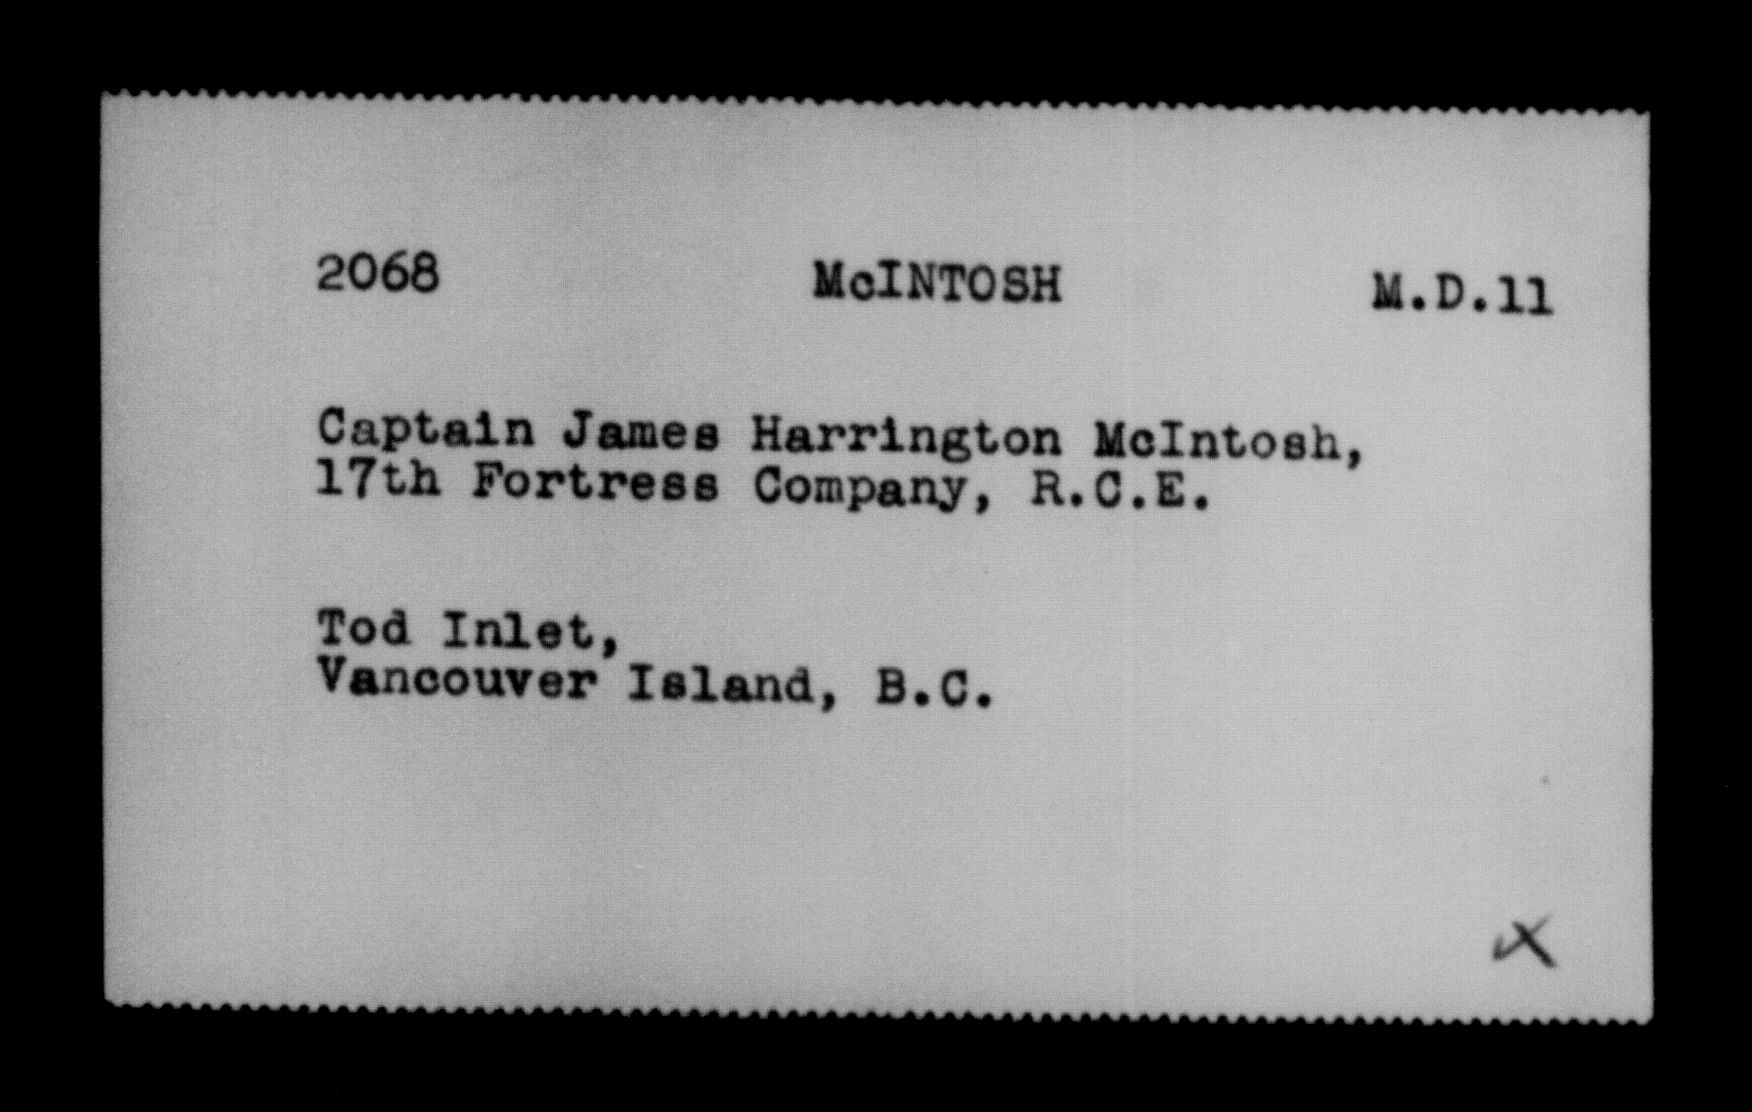 2068 McINTOSH M.D.11
Captain James Harrington McIntosh,
17th Fortress Company, R.C.E.
Tod Inlet,
Vancouver Island, B.C.